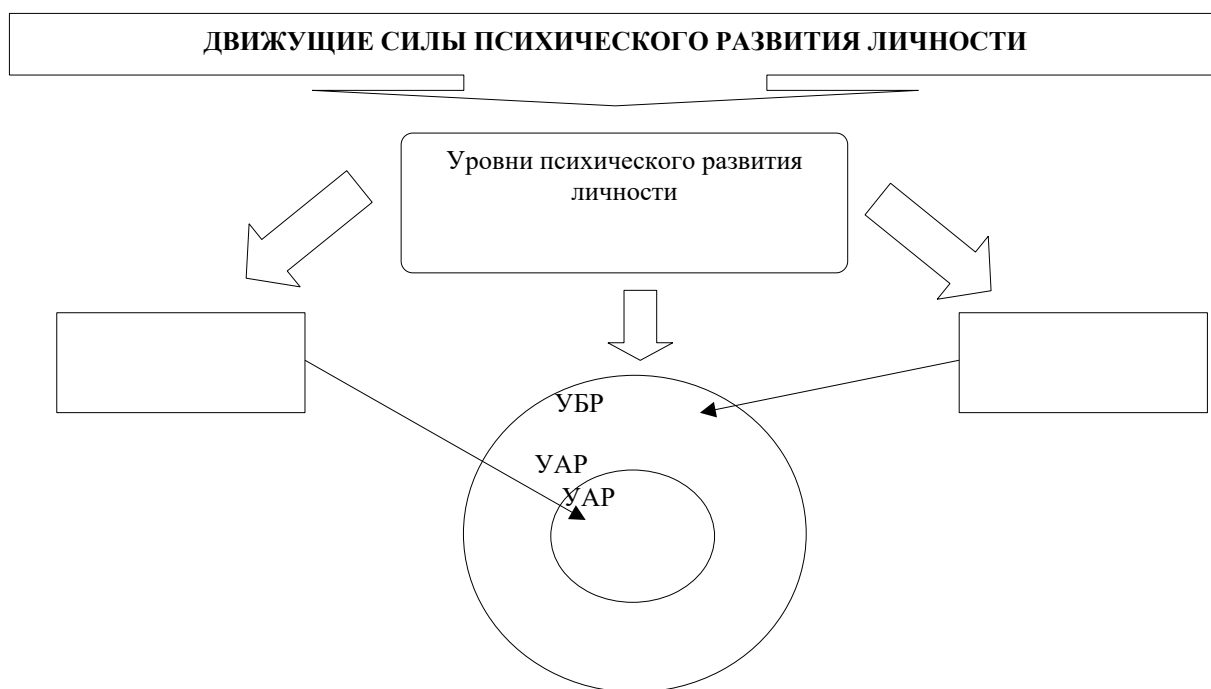 ДВИЖУЩИЕ СИЛЫ ПСИХИЧЕСКОГО РАЗВИТИЯ ЛИЧНОСТИ
Уровни психического развития
личности
УБР
УАР
УАР